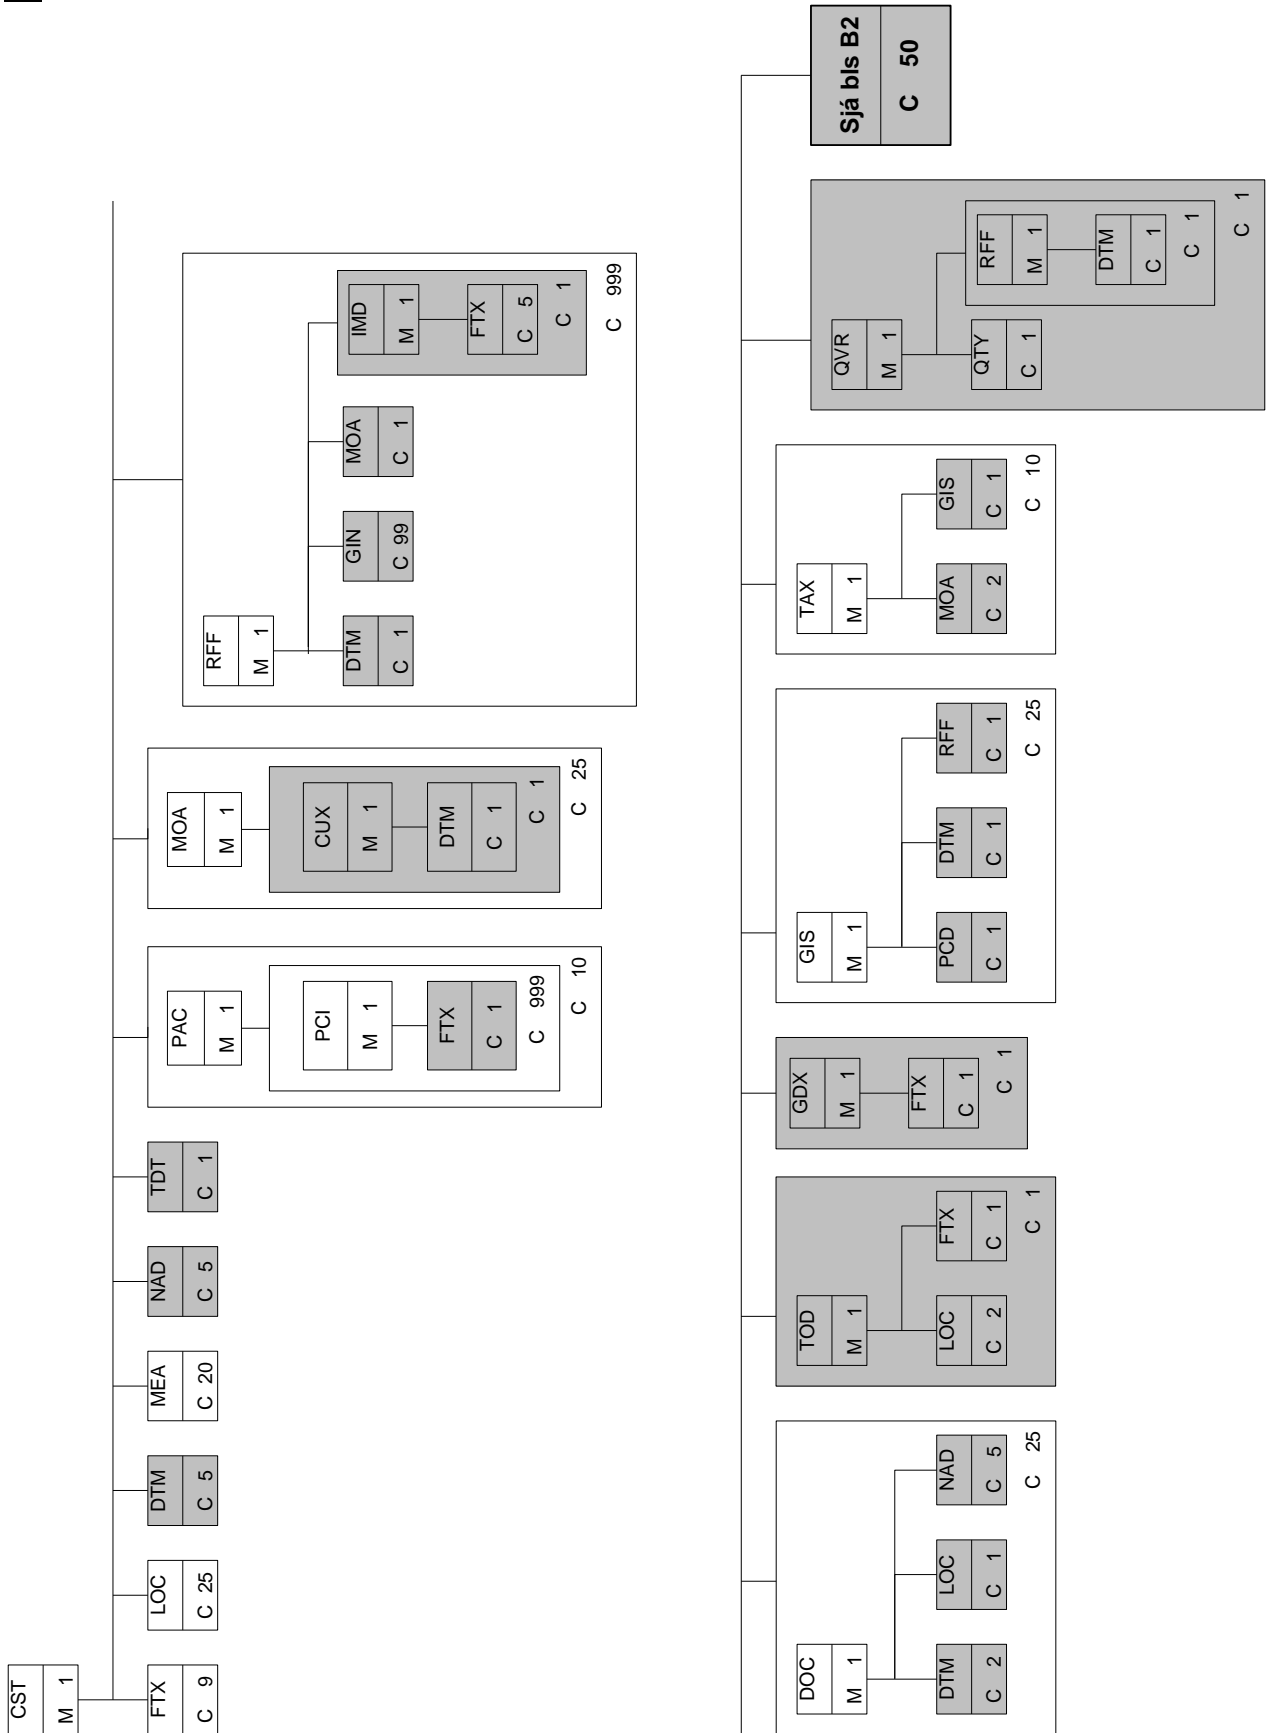 CST
M 1
FTX
C 9
LOC
C 25
DTM
C 5
MEA
C 20
NAD
C 5
TDT
C 1
PAC
M 1
PCI
M 1
FTX
C 1
C 999
C 10
MOA
M 1
CUX
M 1
DTM
C 1
C 1
C 25
RFF
M 1
DTM
C 1
GIN
C 99
MOA
C 1
IMD
M 1
FTX
C 5
C 1
C 999
DOC
M 1
DTM
C 2
LOC
C 1
NAD
C 5
C 25
TOD
M 1
LOC
C 2
FTX
C 1
C 1
GDX
M 1
FTX
C 1
C 1
GIS
M 1
PCD
C 1
DTM
C 1
RFF
C 1
C 25
TAX
M 1
MOA
C 2
GIS
C 1
C 10
QVR
M 1
QTY
C 1
RFF
M 1
DTM
C 1
C 1
C 1
Sjá bls B2
C 50